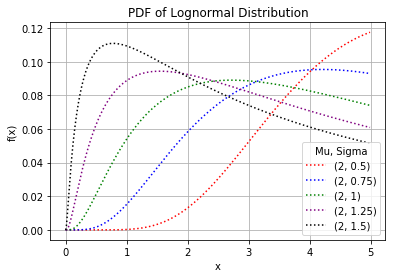 PDF of Lognormal Distribution
0.12
0.10
0.08
0.06
0.04
0.02
0.00
f(x)
0 1 2 3 4 5
x
Mu, Sigma
(2, 0.5)
(2, 0.75)
(2, 1)
(2, 1.25)
(2, 1.5)